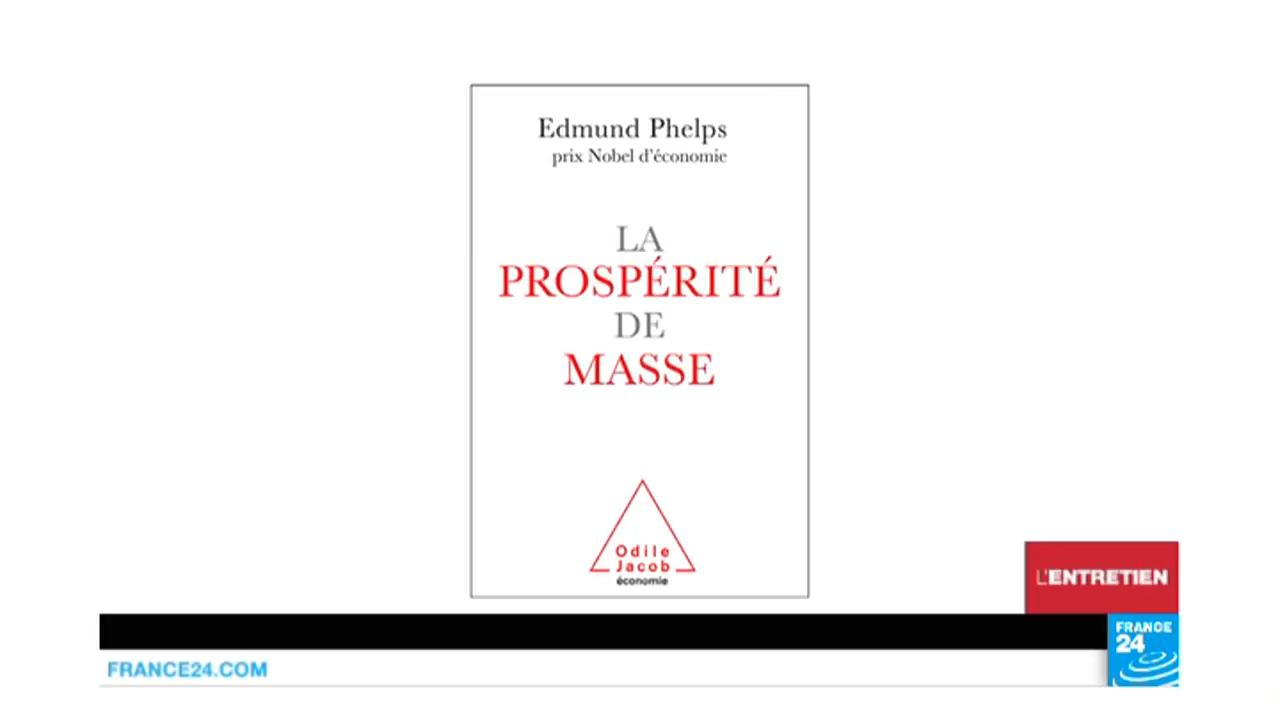 Edmund Phelps
prix Nobel d'économie
LA
PROSPÉRITÉ
DE
MASSE
Odile
Jacob
économie
L'ENTRETIEN
FRANCE
24
FRANCE24.COM